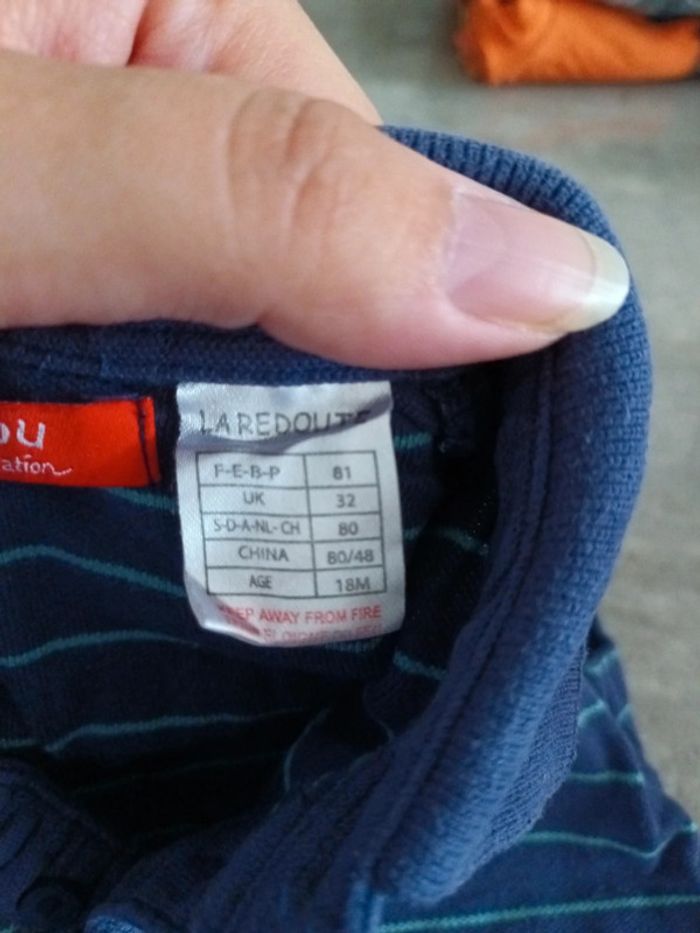 ou
ation
LA REDOUTE
F-E-B-P 81
UK 32
S-D-A-NL-CH 80
CHINA 80/48
AGE 18M
KEEP AWAY FROM FIRE